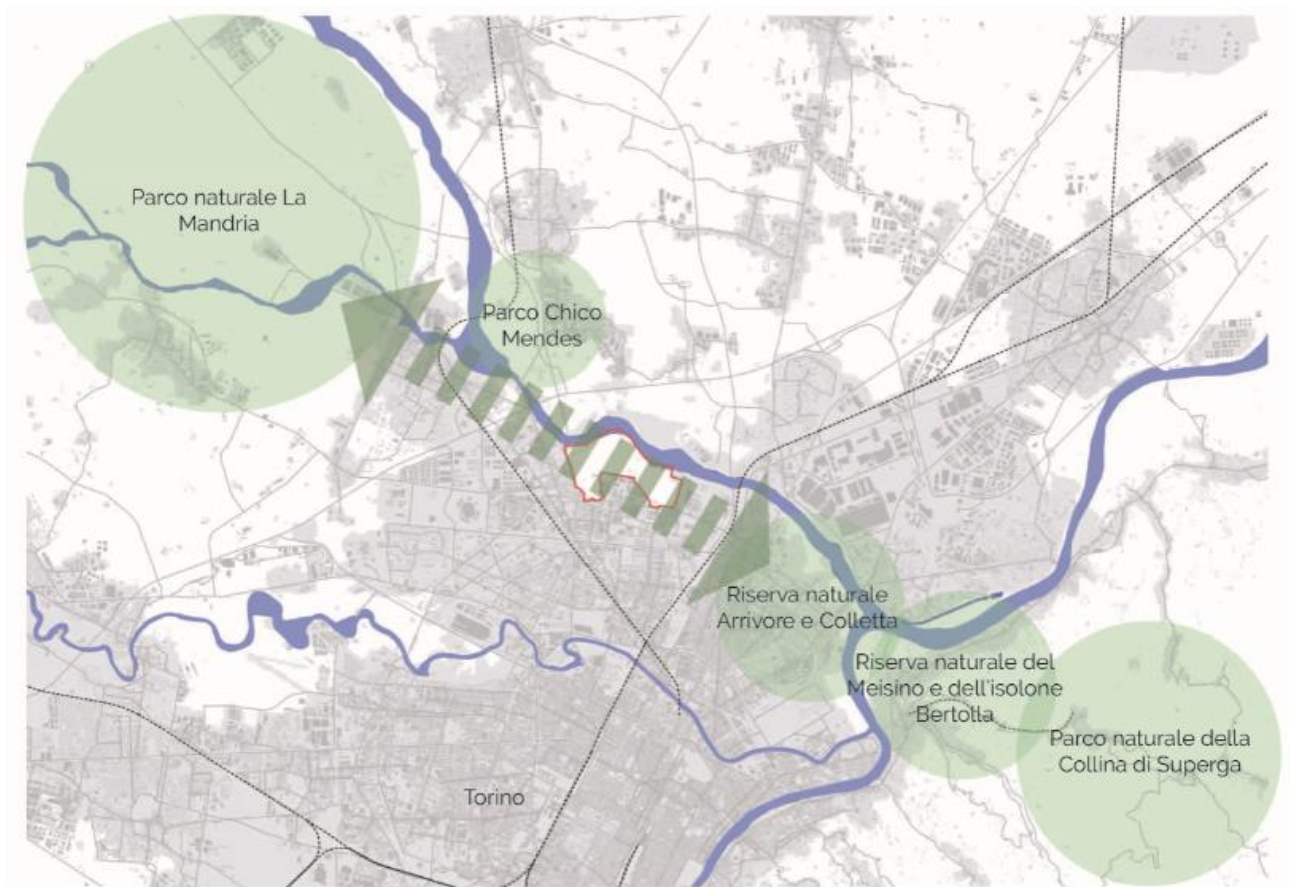 Parco naturale La
Mandria
Parco Chico
Mendes
Riserva naturale
Arrivore e Colletta
Riserva naturale del
Meisino e dell'isolone
Bertolla
Parco naturale della
Collina di Superga
Torino